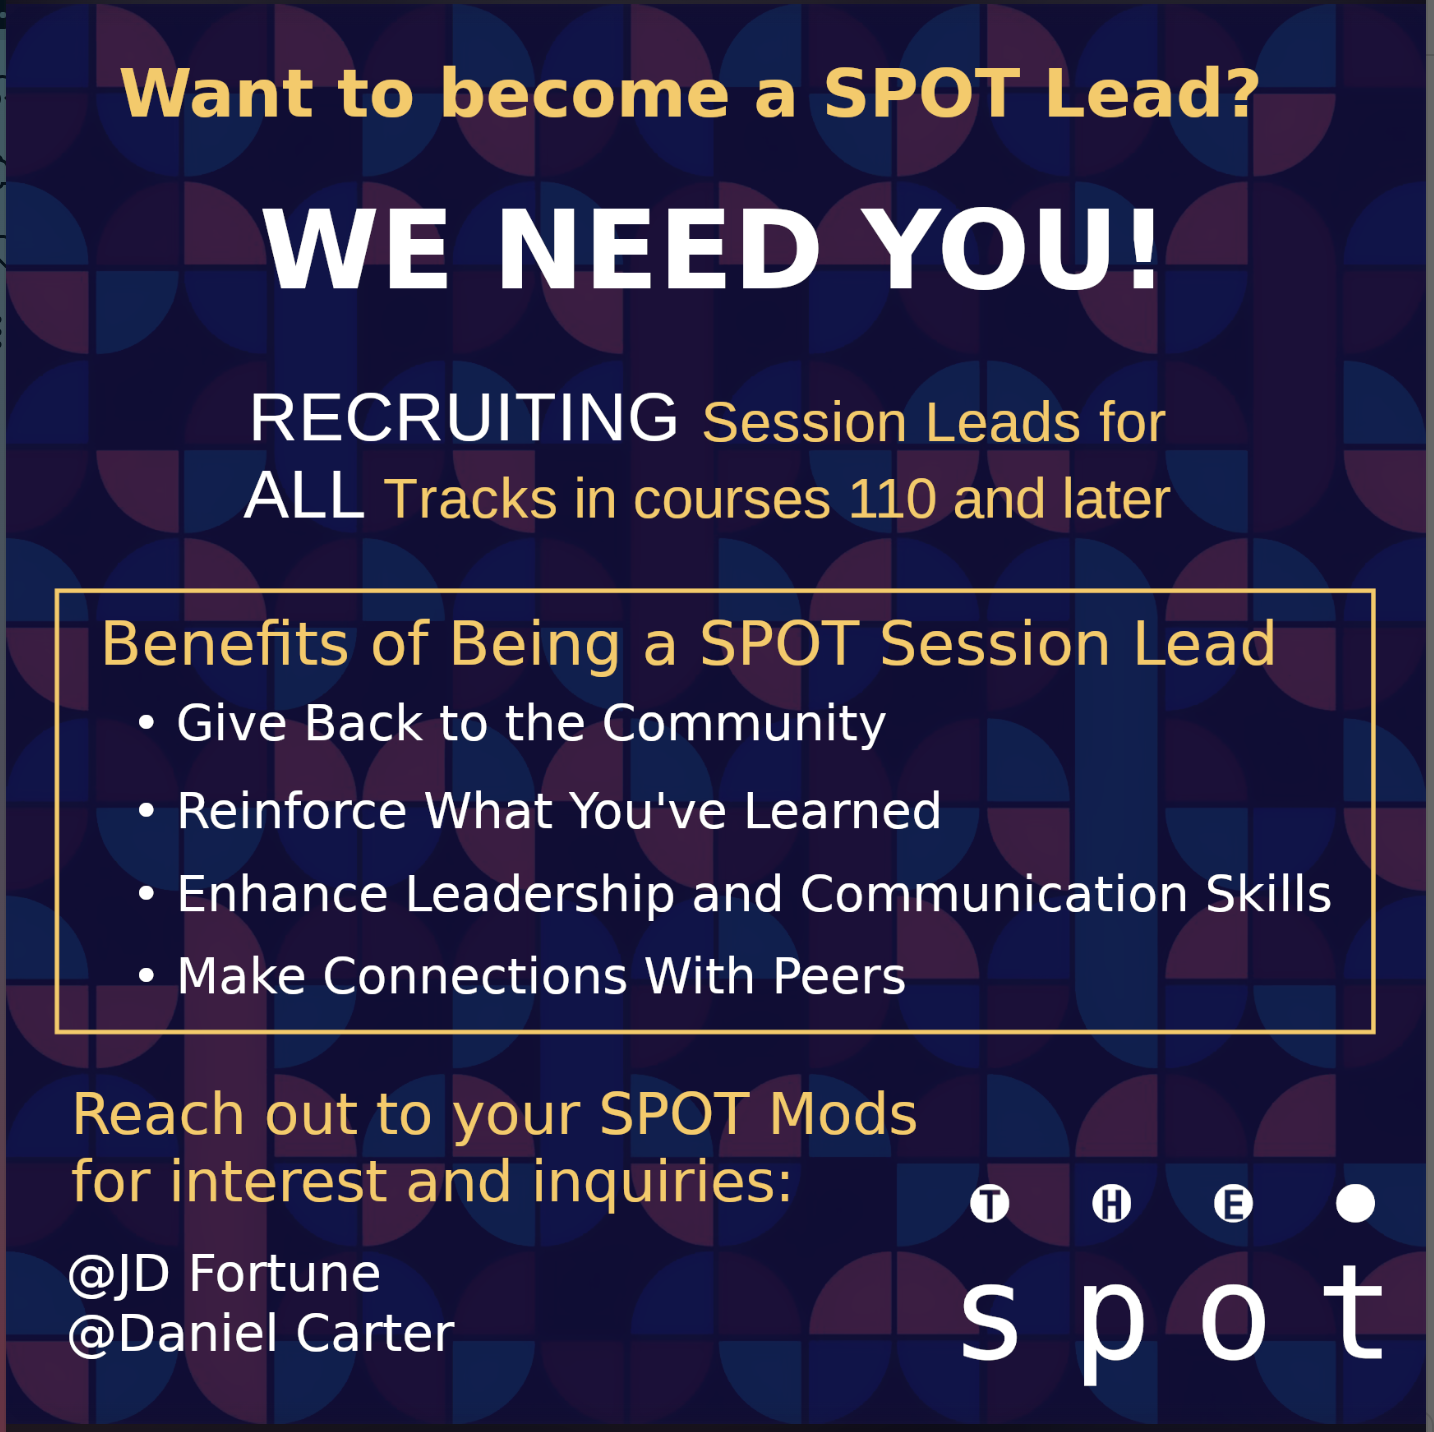 Want to become a SPOT Lead?
WE NEED YOU!
RECRUITING Session Leads for
ALL Tracks in courses 110 and later
Benefits of Being a SPOT Session Lead
• Give Back to the Community
• Reinforce What You've Learned
• Enhance Leadership and Communication Skills
• Make Connections With Peers
Reach out to your SPOT Mods
for interest and inquiries:
@JD Fortune
@Daniel Carter
THE
spot